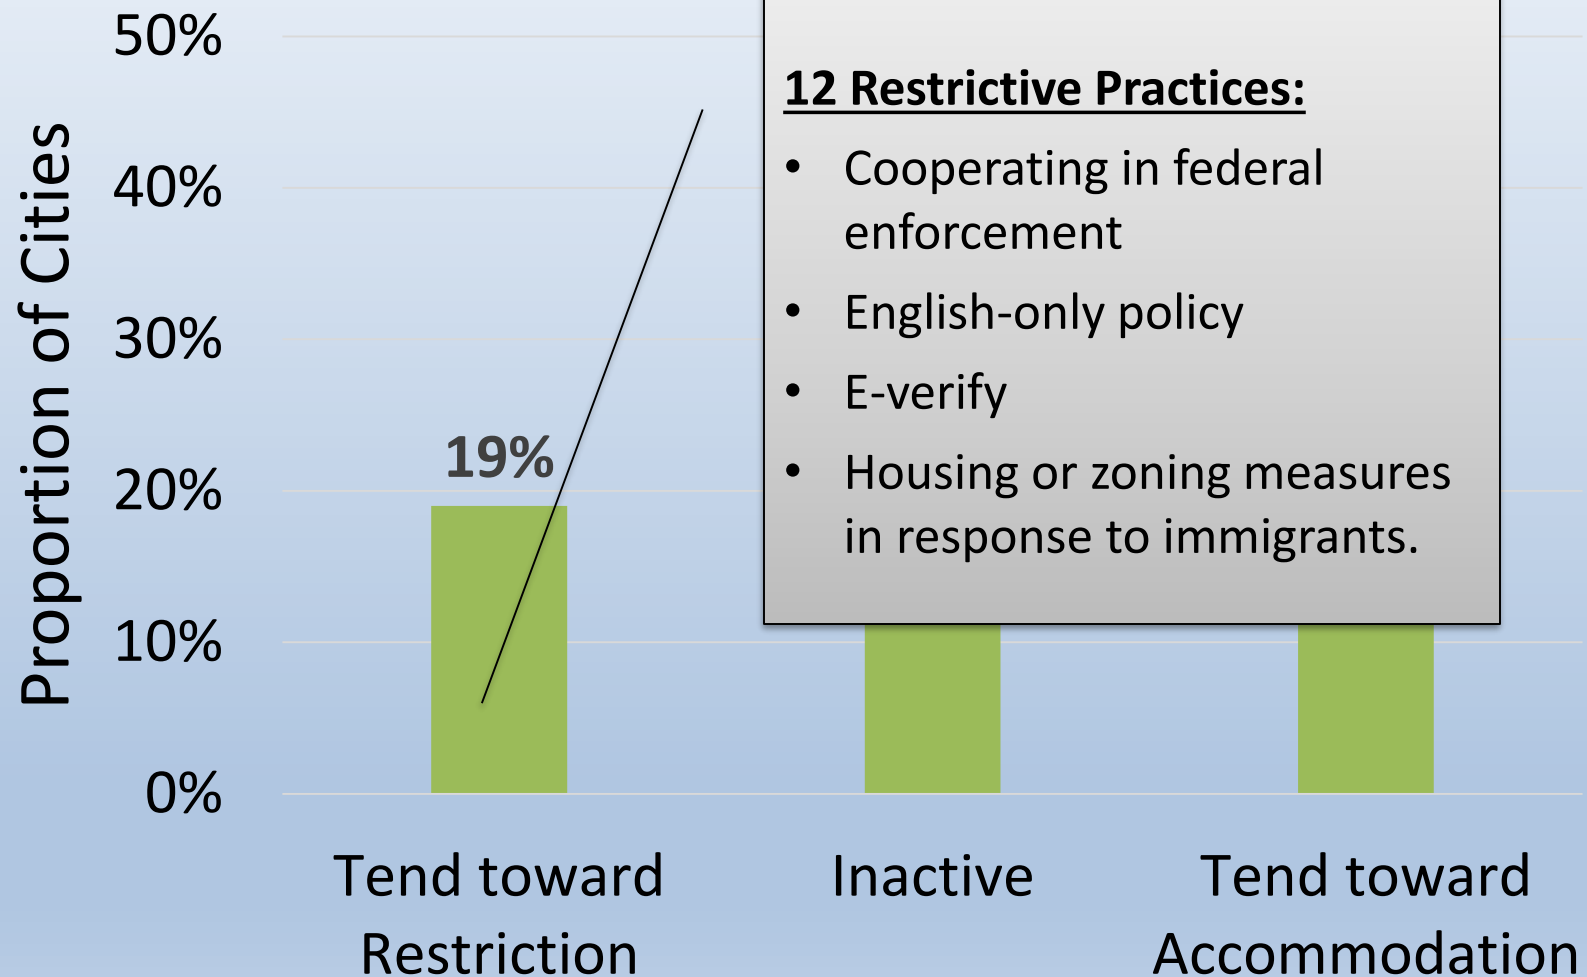 Proportion of Cities
50%
40%
30%
20%
10%
0%
19%
12 Restrictive Practices:
• Cooperating in federal
enforcement
• English-only policy
• E-verify
• Housing or zoning measures
in response to immigrants.
Tend toward
Restriction
Inactive
Tend toward
Accommodation